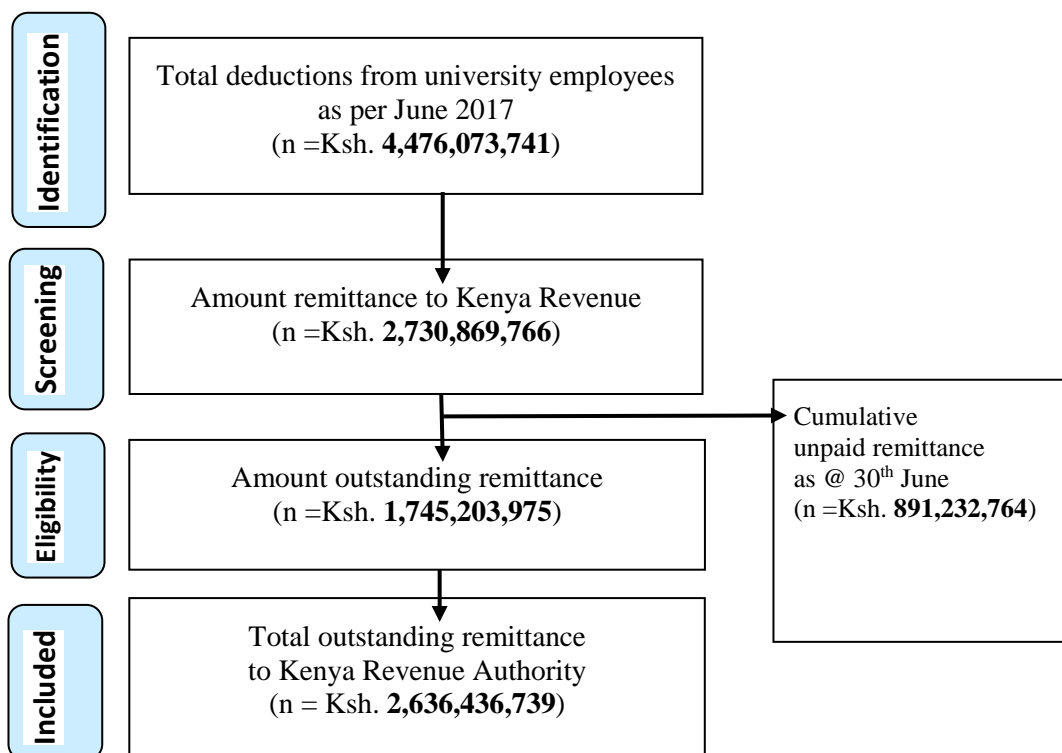 Identification
Total deductions from university employees
as per June 2017
(n =Ksh. 4,476,073,741)
Screening
Amount remittance to Kenya Revenue
(n =Ksh. 2,730,869,766)
Cumulative
unpaid remittance
as @ 30th June
(n =Ksh. 891,232,764)
Eligibility
Amount outstanding remittance
(n =Ksh. 1,745,203,975)
Included
Total outstanding remittance
to Kenya Revenue Authority
(n = Ksh. 2,636,436,739)